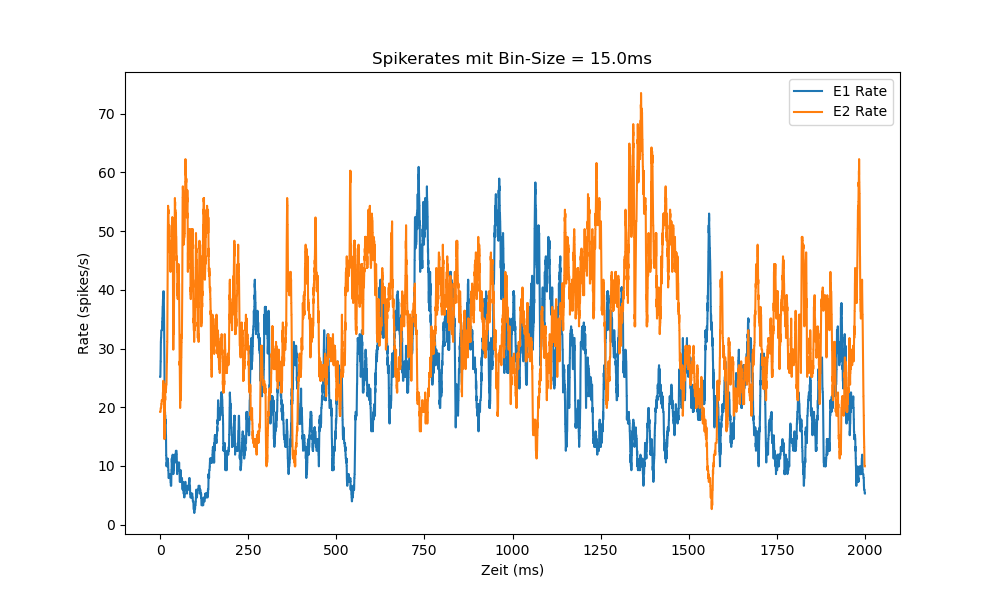 Spikerates mit Bin-Size = 15.0ms
E1 Rate
E2 Rate
Rate (spikes/s)
70
60
50
40
30
20
10
0
0 250 500 750 1000 1250 1500 1750 2000
Zeit (ms)